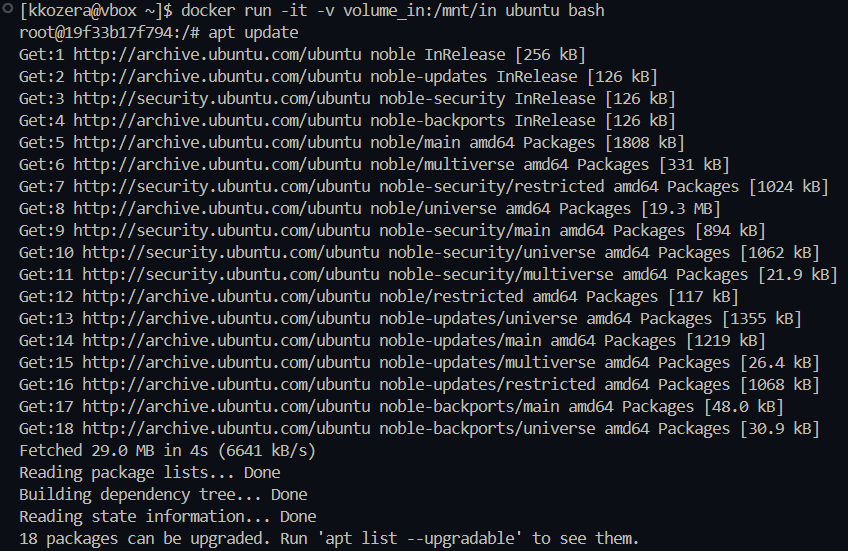 [kkozera@vbox ~]$ docker run -it -v volume_in:/mnt/in ubuntu bash
root@19f33b17f794:/# apt update
Get:1 http://archive.ubuntu.com/ubuntu noble InRelease [256 kB]
Get:2 http://archive.ubuntu.com/ubuntu noble-updates InRelease [126 kB]
Get:3 http://security.ubuntu.com/ubuntu noble-security InRelease [126 kB]
Get:4 http://archive.ubuntu.com/ubuntu noble-backports InRelease [126 kB]
Get:5 http://archive.ubuntu.com/ubuntu noble/main amd64 Packages [1808 kB]
Get:6 http://archive.ubuntu.com/ubuntu noble/multiverse amd64 Packages [331 kB]
Get:7 http://security.ubuntu.com/ubuntu noble-security/restricted amd64 Packages [1024 kB]
Get:8 http://archive.ubuntu.com/ubuntu noble/universe amd64 Packages [19.3 MB]
Get:9 http://security.ubuntu.com/ubuntu noble-security/main amd64 Packages [894 kB]
Get:10 http://security.ubuntu.com/ubuntu noble-security/universe amd64 Packages [1062 kB]
Get:11 http://security.ubuntu.com/ubuntu noble-security/multiverse amd64 Packages [21.9 kB]
Get:12 http://archive.ubuntu.com/ubuntu noble/restricted amd64 Packages [117 kB]
Get:13 http://archive.ubuntu.com/ubuntu noble-updates/universe amd64 Packages [1355 kB]
Get:14 http://archive.ubuntu.com/ubuntu noble-updates/main amd64 Packages [1219 kB]
Get:15 http://archive.ubuntu.com/ubuntu noble-updates/multiverse amd64 Packages [26.4 kB]
Get:16 http://archive.ubuntu.com/ubuntu noble-updates/restricted amd64 Packages [1068 kB]
Get:17 http://archive.ubuntu.com/ubuntu noble-backports/main amd64 Packages [48.0 kB]
Get:18 http://archive.ubuntu.com/ubuntu noble-backports/universe amd64 Packages [30.9 kB]
Fetched 29.0 MB in 4s (6641 kB/s)
Reading package lists... Done
Building dependency tree... Done
Reading state information... Done
18 packages can be upgraded. Run 'apt list --upgradable' to see them.